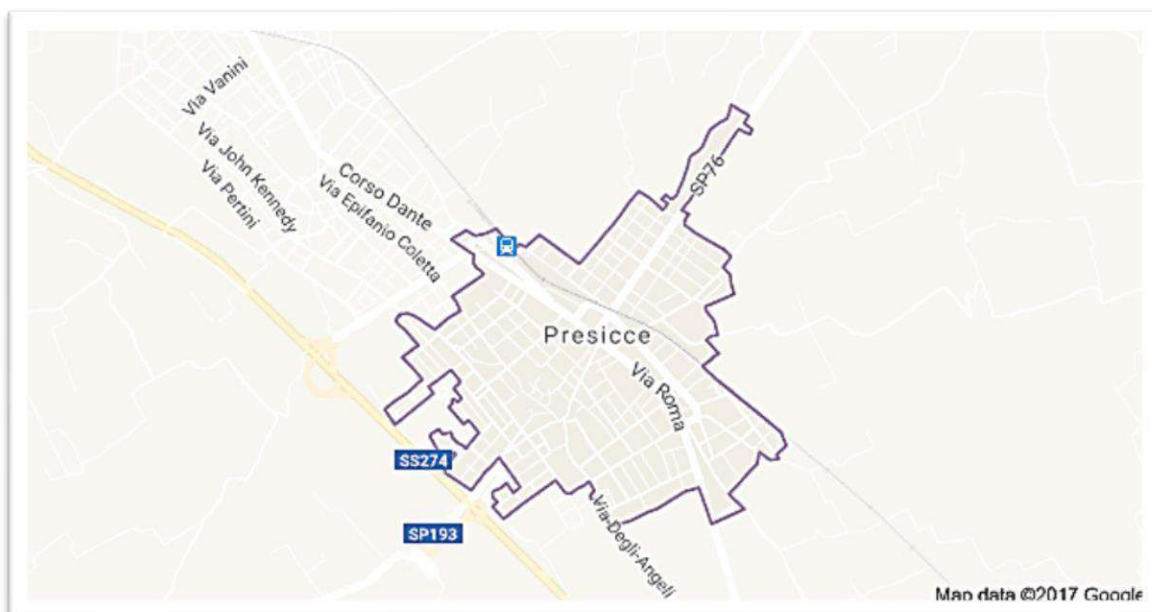 Via Vanini
Via John Kennedy
Via Pertini
Corso Dante
Via Epifanio Coletta
SP76
Presicce
Via Roma
SS274
SP193
Via-Degli-Angeli
Map data ©2017 Google